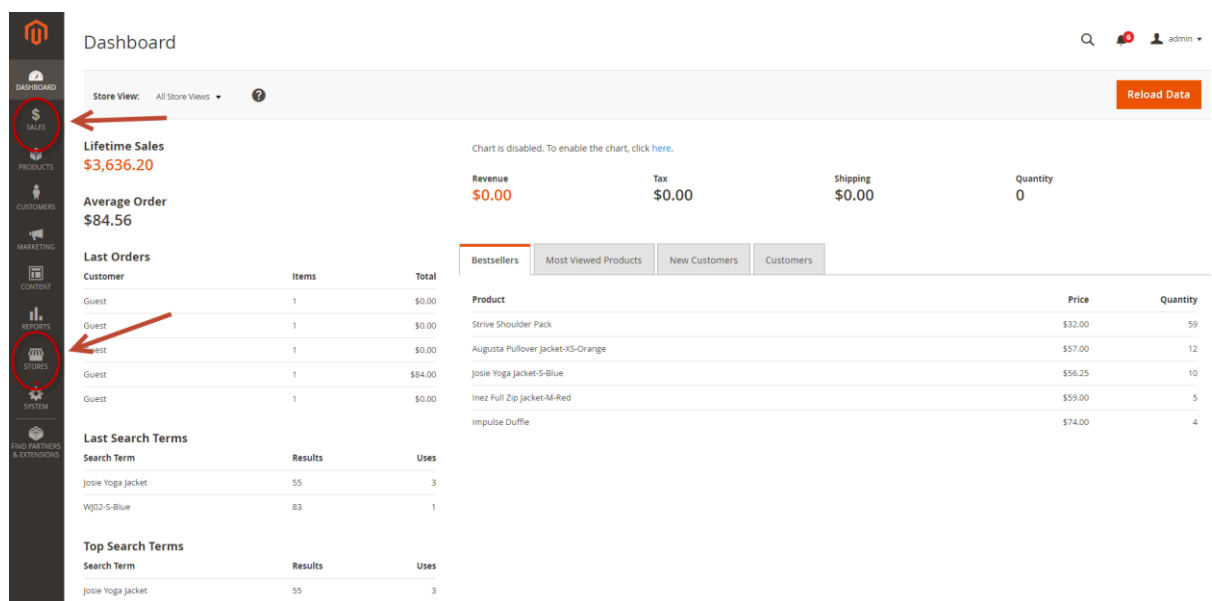 Dashboard
6
admin
DASHBOARD
SALES
PRODUCTS
CUSTOMERS
MARKETING
CONTENT
REPORTS
STORES
SYSTEM
FIND PARTNERS
& EXTENSIONS
Store View: All Store Views ?
Reload Data
Lifetime Sales
$3,636.20
Average Order
$84.56
Last Orders
Customer Items Total
Guest 1 $0.00
Guest 1 $0.00
Guest 1 $0.00
Guest 1 $84.00
Guest 1 $0.00
Last Search Terms
Search Term Results Uses
Josie Yoga Jacket 55 3
WJ02-S-Blue 83 1
Top Search Terms
Search Term Results Uses
Josie Yoga Jacket 55 3
Chart is disabled. To enable the chart, click here.
Revenue Tax Shipping Quantity
$0.00 $0.00 $0.00 0
Bestsellers Most Viewed Products New Customers Customers
Product Price Quantity
Strive Shoulder Pack $32.00 59
Augusta Pullover Jacket-XS-Orange $57.00 12
Josie Yoga Jacket-S-Blue $56.25 10
Inez Full Zip Jacket-M-Red $59.00 5
Impulse Duffle $74.00 4